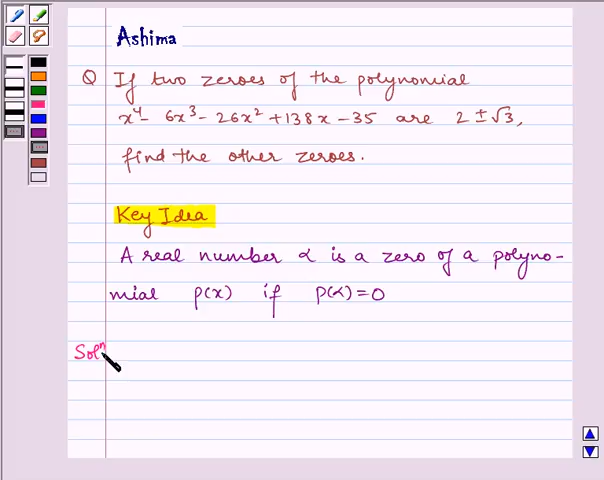 Ashima
Q If two zeroes of the polynomial
x⁴- 6x³- 26x² +138x -35 are 2 ± √3,
find the other zeroes.
Key Idea
A real number α is a zero of a polyno-
mial p(x) if p(α)=0
Solⁿ